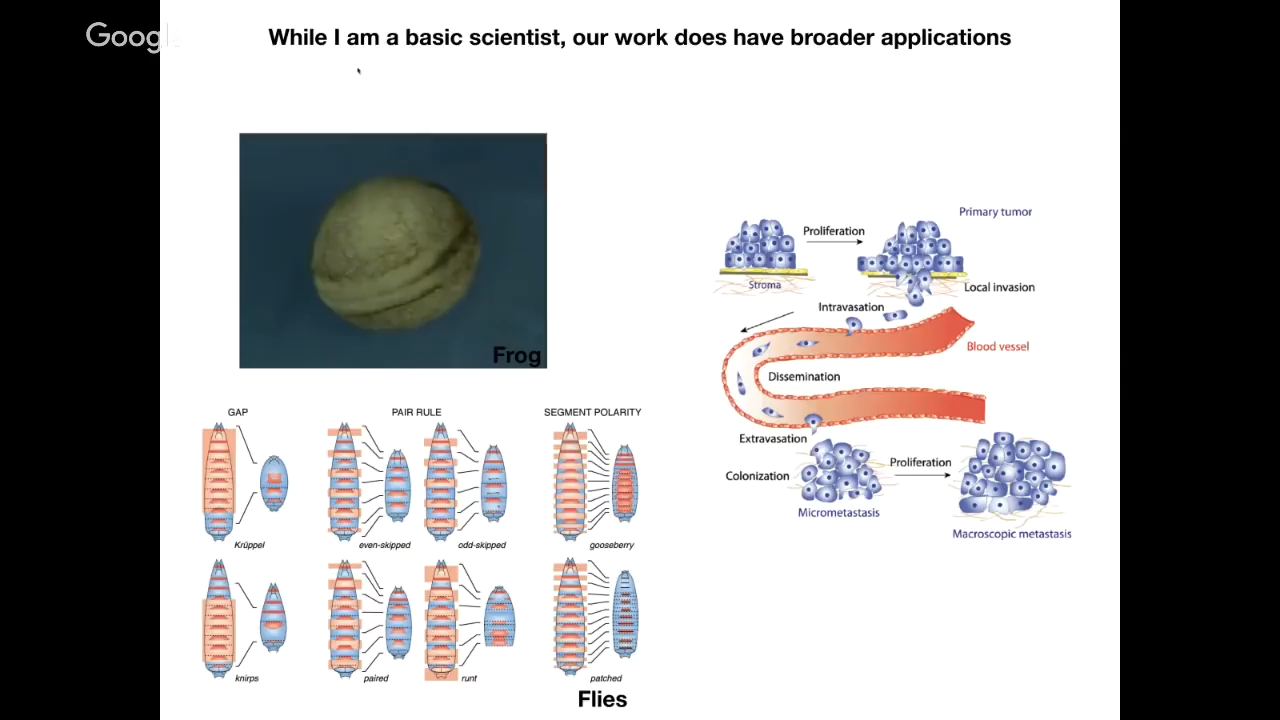 Google
While I am a basic scientist, our work does have broader applications
Frog
Primary tumor
Proliferation
Stroma
Local invasion
Intravasation
Blood vessel
Dissemination
Extravasation
Colonization
Proliferation
Micrometastasis
Macroscopic metastasis
GAP
PAIR RULE
SEGMENT POLARITY
Krüppel
even-skipped
odd-skipped
gooseberry
knirps
paired
runt
patched
Flies